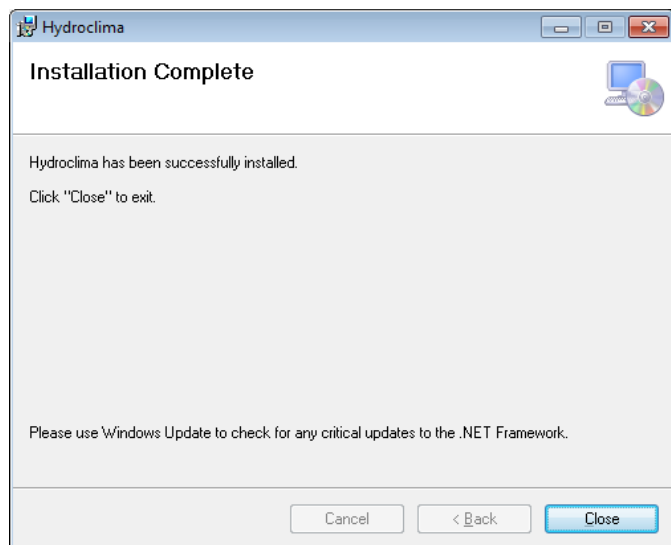 Hydroclima
Installation Complete
Hydroclima has been successfully installed.
Click "Close" to exit.
Please use Windows Update to check for any critical updates to the .NET Framework.
Cancel
< Back
Close